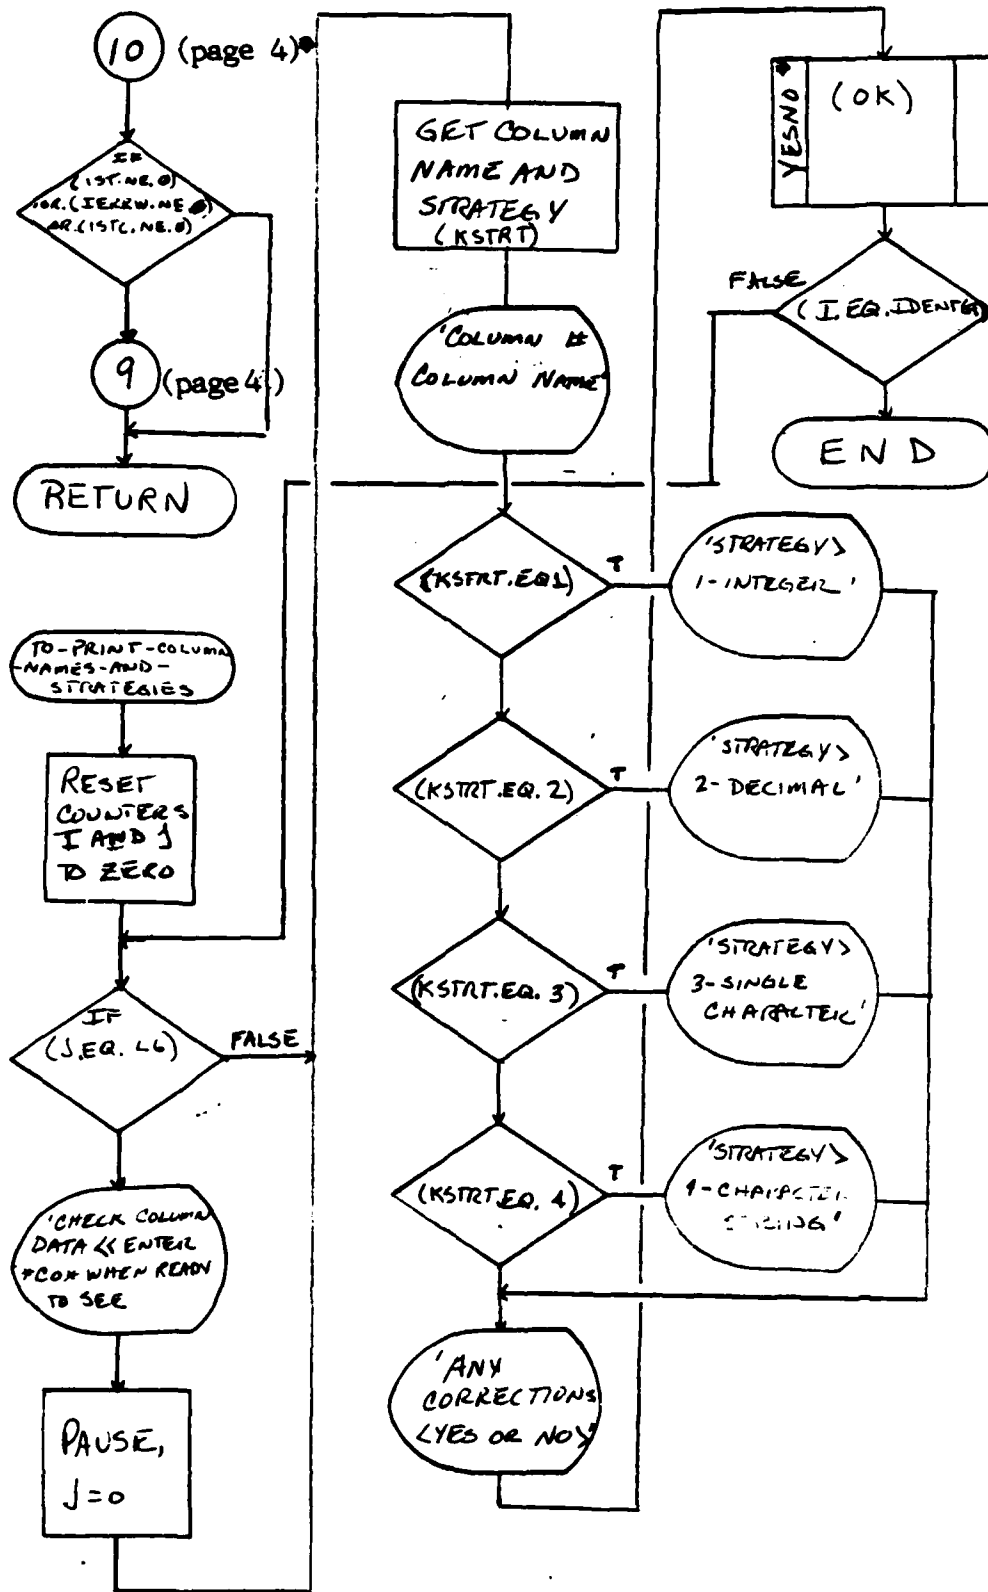 10 (page 4)*
IF
(IST.NE.0)
.OR.(IERRW.NE.0)
.OR.(ISTC.NE.0)
9 (page 4)
RETURN
TO-PRINT-COLUMN
-NAMES-AND-
STRATEGIES
RESET
COUNTERS
I AND J
TO ZERO
IF
(J.EQ. L6)
FALSE
'CHECK COLUMN
DATA << ENTER
*CO* WHEN READY
TO SEE
PAUSE,
J=0
GET COLUMN
NAME AND
STRATEGY
(KSTRT)
'COLUMN #
COLUMN NAME'
(KSTRT.EQ1)
T
'STRATEGY>
1-INTEGER'
(KSTRT.EQ.2)
T
'STRATEGY>
2-DECIMAL'
(KSTRT.EQ.3)
T
'STRATEGY>
3-SINGLE
CHARACTER'
(KSTRT.EQ.4)
T
'STRATEGY>
4-CHARACTER
STRING'
'ANY
CORRECTIONS
<YES OR NO>'
YESNO*
(OK)
FALSE
(I.EQ.IDENT6)
END